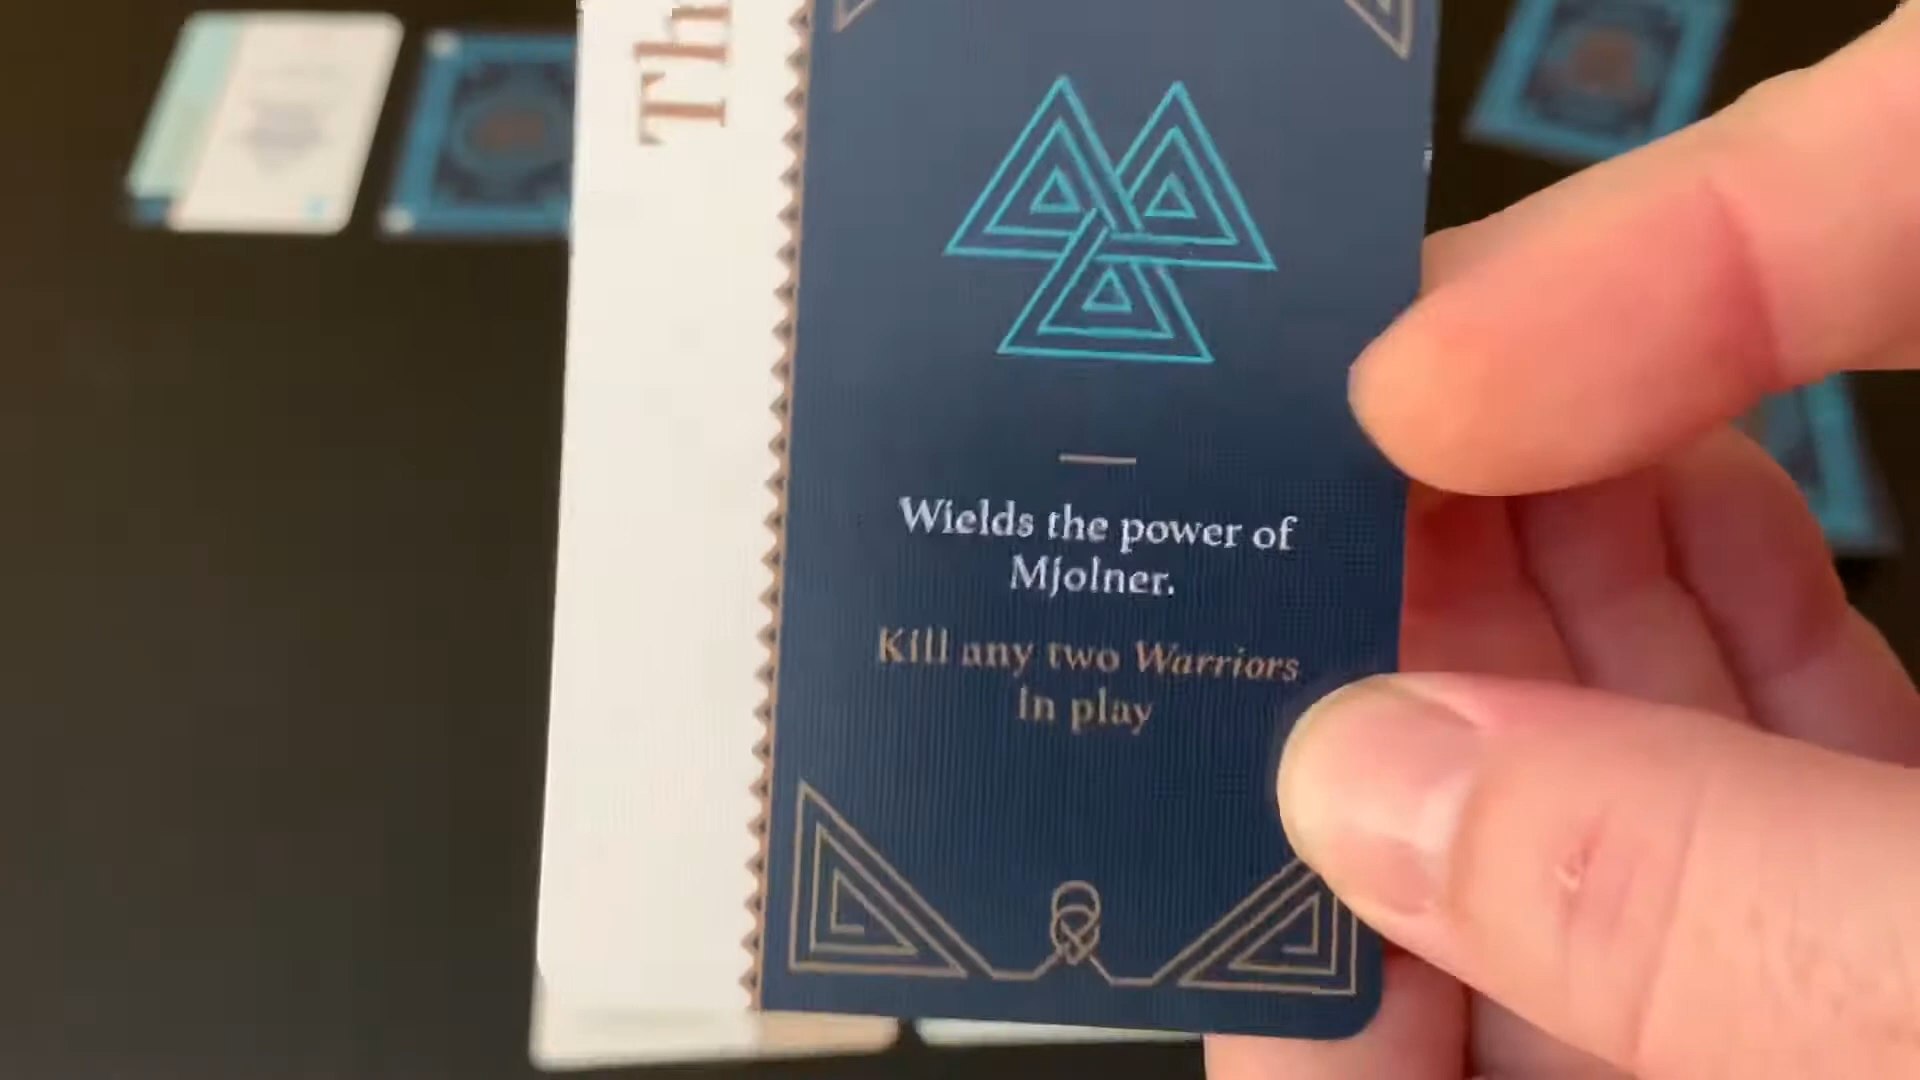 Th
Wields the power of
Mjolner.
Kill any two Warriors
in play